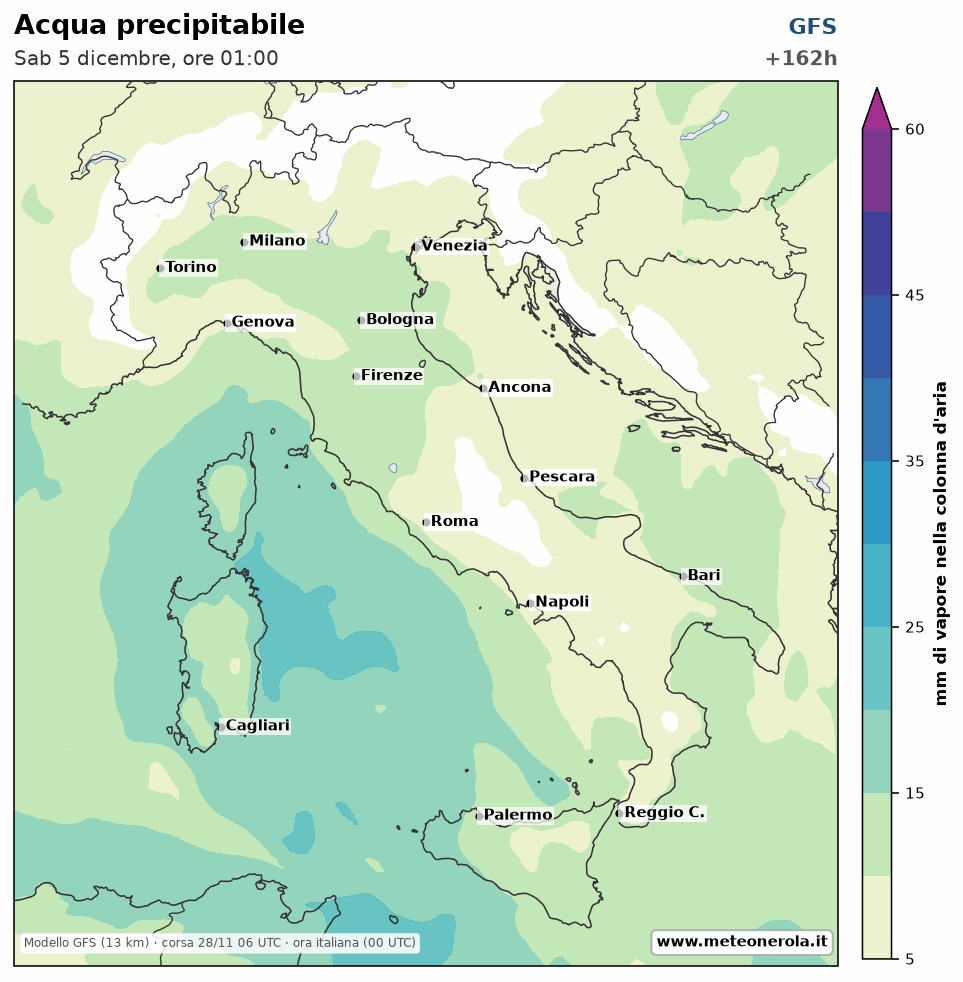 Acqua precipitabile
GFS
Sab 5 dicembre, ore 01:00
+162h
60
45
35
25
15
5
mm di vapore nella colonna d'aria
Milano
Venezia
Torino
Genova
Bologna
Firenze
Ancona
Pescara
Roma
Bari
Napoli
Cagliari
Palermo
Reggio C.
Modello GFS (13 km) · corsa 28/11 06 UTC · ora italiana (00 UTC)
www.meteonerola.it